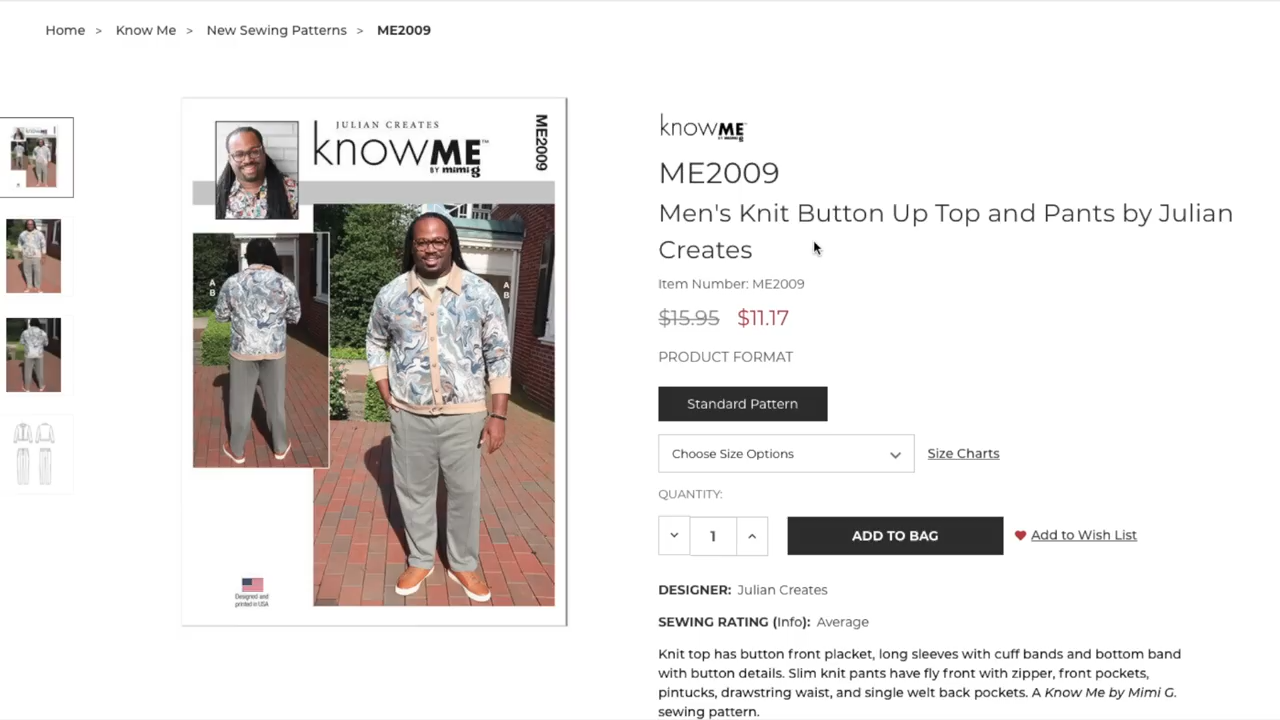 Home > Know Me > New Sewing Patterns > ME2009
JULIAN CREATES
knowME™
BY mimi g
ME2009
A
B
A
B
Designed and
printed in USA
knowME
BY mimi g
ME2009
Men's Knit Button Up Top and Pants by Julian
Creates
Item Number: ME2009
$15.95 $11.17
PRODUCT FORMAT
Standard Pattern
Choose Size Options
Size Charts
QUANTITY:
1
ADD TO BAG
Add to Wish List
DESIGNER: Julian Creates
SEWING RATING (Info): Average
Knit top has button front placket, long sleeves with cuff bands and bottom band
with button details. Slim knit pants have fly front with zipper, front pockets,
pintucks, drawstring waist, and single welt back pockets. A Know Me by Mimi G.
sewing pattern.